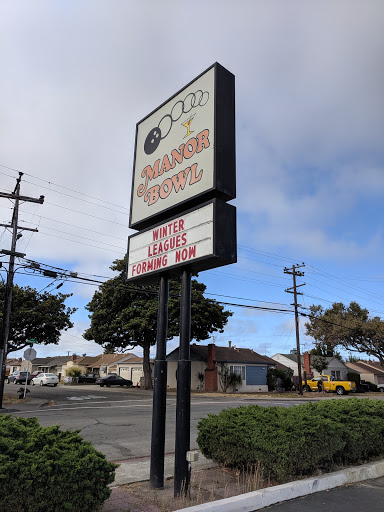 MANOR
BOWL
WINTER
LEAGUES
FORMING NOW